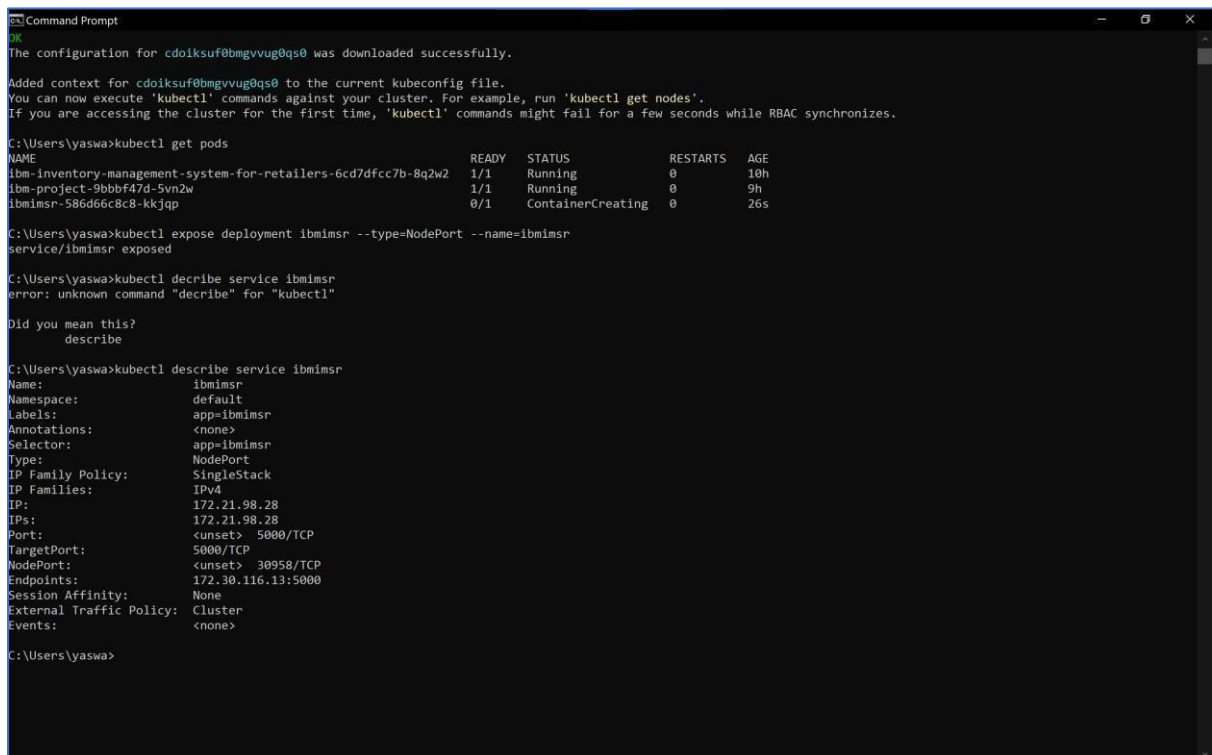 Command Prompt
OK
The configuration for cdoiksuf0bmgvvug0qs0 was downloaded successfully.
Added context for cdoiksuf0bmgvvug0qs0 to the current kubeconfig file.
You can now execute 'kubectl' commands against your cluster. For example, run 'kubectl get nodes'.
If you are accessing the cluster for the first time, 'kubectl' commands might fail for a few seconds while RBAC synchronizes.
C:\Users\yaswa>kubectl get pods
NAME READY STATUS RESTARTS AGE
ibm-inventory-management-system-for-retailers-6cd7dfcc7b-8q2w2 1/1 Running 0 10h
ibm-project-9bbbf47d-5vn2w 1/1 Running 0 9h
ibmimsr-586d66c8c8-kkjqp 0/1 ContainerCreating 0 26s
C:\Users\yaswa>kubectl expose deployment ibmimsr --type=NodePort --name=ibmimsr
service/ibmimsr exposed
C:\Users\yaswa>kubectl decribe service ibmimsr
error: unknown command "decribe" for "kubectl"
Did you mean this?
describe
C:\Users\yaswa>kubectl describe service ibmimsr
Name: ibmimsr
Namespace: default
Labels: app=ibmimsr
Annotations: <none>
Selector: app=ibmimsr
Type: NodePort
IP Family Policy: SingleStack
IP Families: IPv4
IP: 172.21.98.28
IPs: 172.21.98.28
Port: <unset> 5000/TCP
TargetPort: 5000/TCP
NodePort: <unset> 30958/TCP
Endpoints: 172.30.116.13:5000
Session Affinity: None
External Traffic Policy: Cluster
Events: <none>
C:\Users\yaswa>